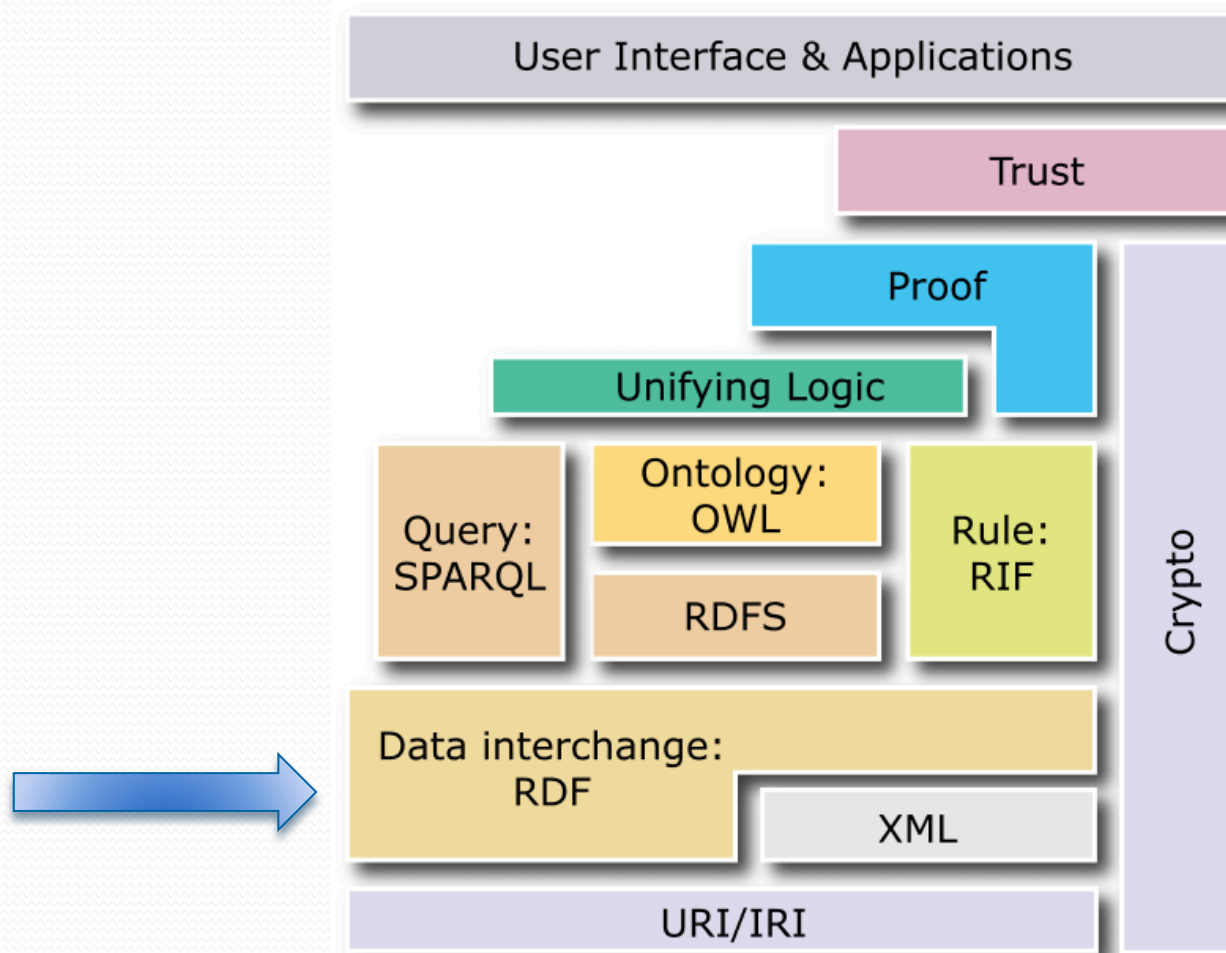 User Interface & Applications
Trust
Proof
Unifying Logic
Query:
SPARQL
Ontology:
OWL
RDFS
Rule:
RIF
Crypto
Data interchange:
RDF
XML
URI/IRI